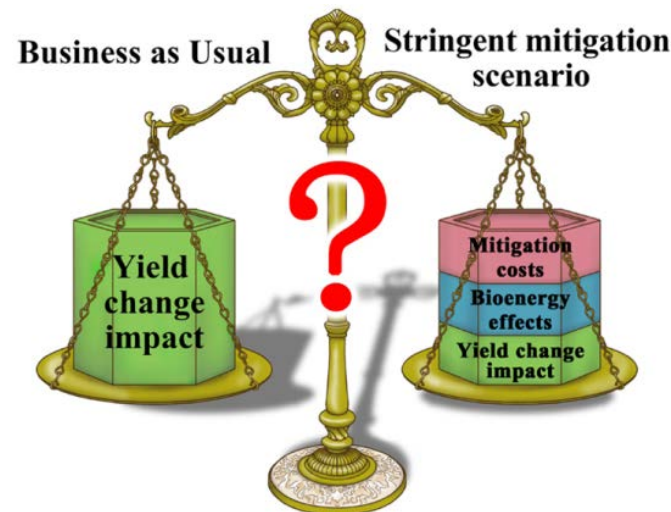 Business as Usual
Stringent mitigation
scenario
?
Yield
change
impact
Mitigation
costs
Bioenergy
effects
Yield change
impact